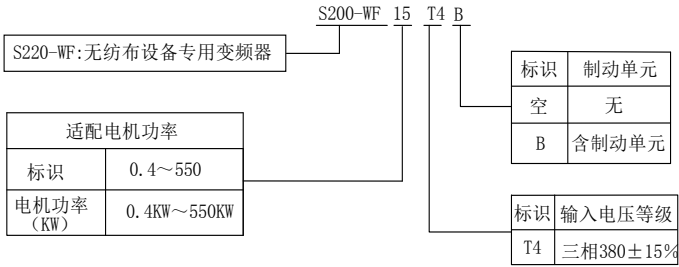 S200-WF 15 T4 B
S220-WF:无纺布设备专用变频器
标识 制动单元
空 无
B 含制动单元
适配电机功率
标识 0.4～550
电机功率
(KW) 0.4KW～550KW
标识 输入电压等级
T4 三相380±15%